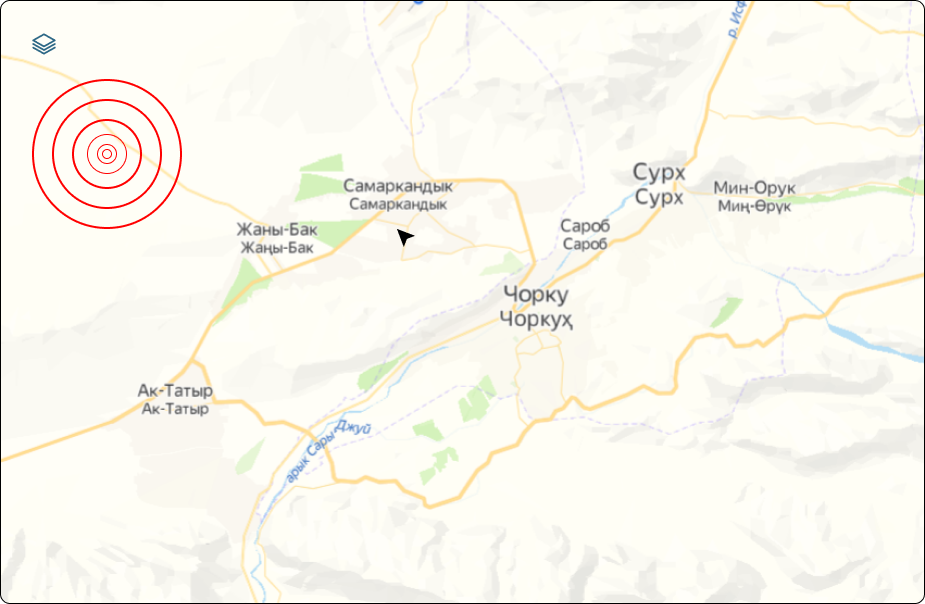 р. Исф
Сурх
Сурх
Самаркандык
Самаркандык
Мин-Орук
Миң-Өрүк
Жаны-Бак
Жаңы-Бак
Сароб
Сароб
Чорку
Чоркуҳ
Ак-Татыр
Ак-Татыр
арык Сары Джуй